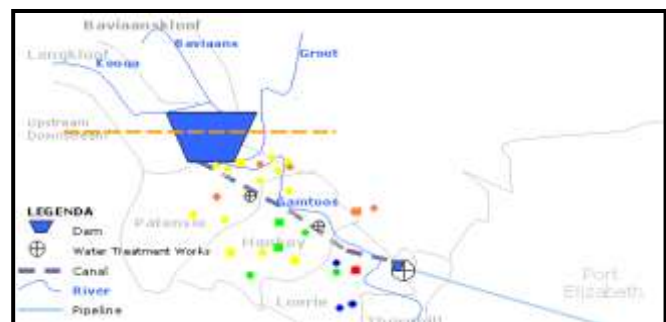 Baviaanskloof
Baviaans
Langkloof
Kouga
Groot
Upstream
Downstream
Gamtoos
LEGENDA
Dam
Water Treatment Works
Canal
River
Pipeline
Patensie
Hankey
Loerie
Thornhill
Port
Elizabeth